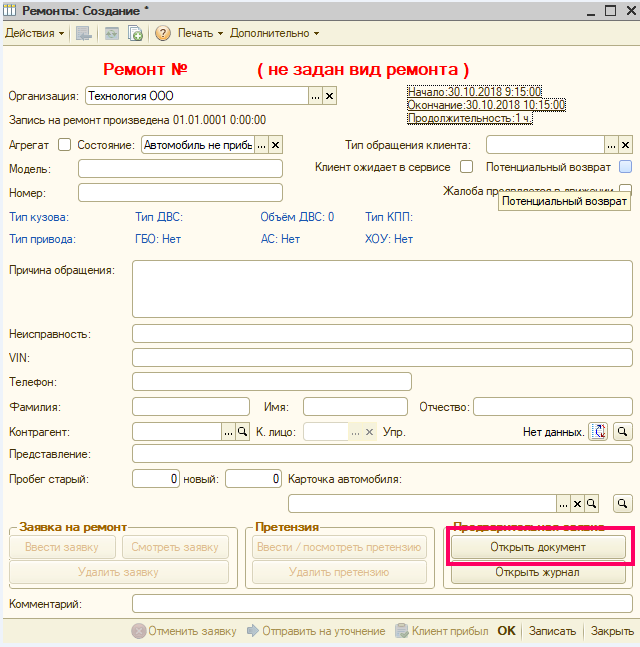 Ремонты: Создание *
Действия Печать Дополнительно
Ремонт № ( не задан вид ремонта )
Организация: Технология ООО ... Начало:30.10.2018 9:15:00
Окончание:30.10.2018 10:15:00
Запись на ремонт произведена 01.01.0001 0:00:00 Продолжительность:1 ч.
Агрегат Состояние: Автомобиль не прибы ... Тип обращения клиента: ...
Модель: Клиент ожидает в сервисе Потенциальный возврат
Номер: Жалоба проявляется в движении
Потенциальный возврат
Тип кузова: Тип ДВС: Объём ДВС: 0 Тип КПП:
Тип привода: ГБО: Нет АС: Нет ХОУ: Нет
Причина обращения:
Неисправность:
VIN:
Телефон:
Фамилия: Имя: Отчество:
Контрагент: ... К. лицо: ... Упр. Нет данных.
Представление:
Пробег старый: 0 новый: 0 Карточка автомобиля:
...
Заявка на ремонт Претензия Предварительная заявка
Ввести заявку Смотреть заявку Ввести / посмотреть претензию Открыть документ
Удалить заявку Удалить претензию Открыть журнал
Комментарий:
Отменить заявку Отправить на уточнение Клиент прибыл OK Записать Закрыть